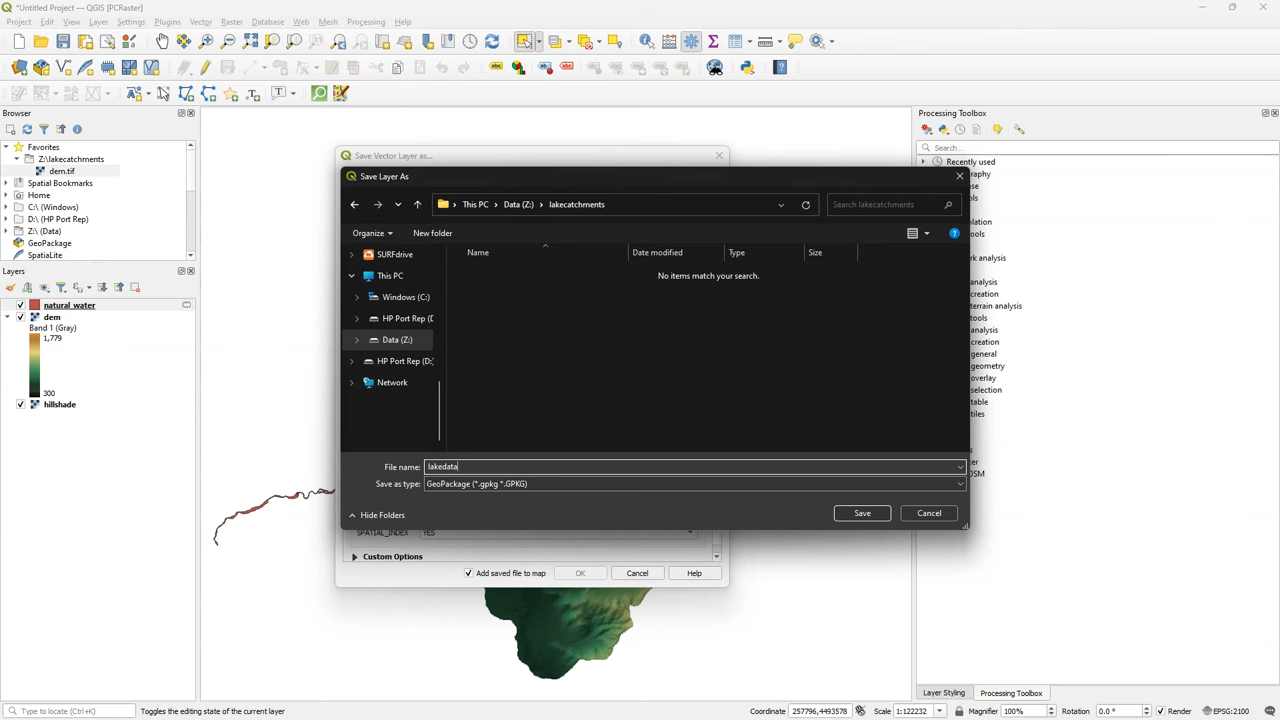 *Untitled Project — QGIS [PCRaster]
Project Edit View Layer Settings Plugins Vector Raster Database Web Mesh Processing Help
Browser
Favorites
Z:\lakecatchments
dem.tif
Spatial Bookmarks
Home
C:\ (Windows)
D:\ (HP Port Rep)
Z:\ (Data)
GeoPackage
SpatiaLite
Layers
natural_water
dem
Band 1 (Gray)
1,779
300
hillshade
Save Vector Layer as...
Save Layer As
This PC > Data (Z:) > lakecatchments
Search lakecatchments
Organize New folder
SURFdrive
This PC
Windows (C:)
HP Port Rep (D
Data (Z:)
HP Port Rep (D:)
Network
Name Date modified Type Size
No items match your search.
File name: lakedata
Save as type: GeoPackage (*.gpkg *.GPKG)
Hide Folders
Save Cancel
SPATIAL_INDEX YES
Custom Options
Add saved file to map OK Cancel Help
Processing Toolbox
Search...
Recently used
Layer Styling Processing Toolbox
Type to locate (Ctrl+K) Toggles the editing state of the current layer Coordinate 257796,4493578 Scale 1:122232 Magnifier 100% Rotation 0.0 ° Render EPSG:2100